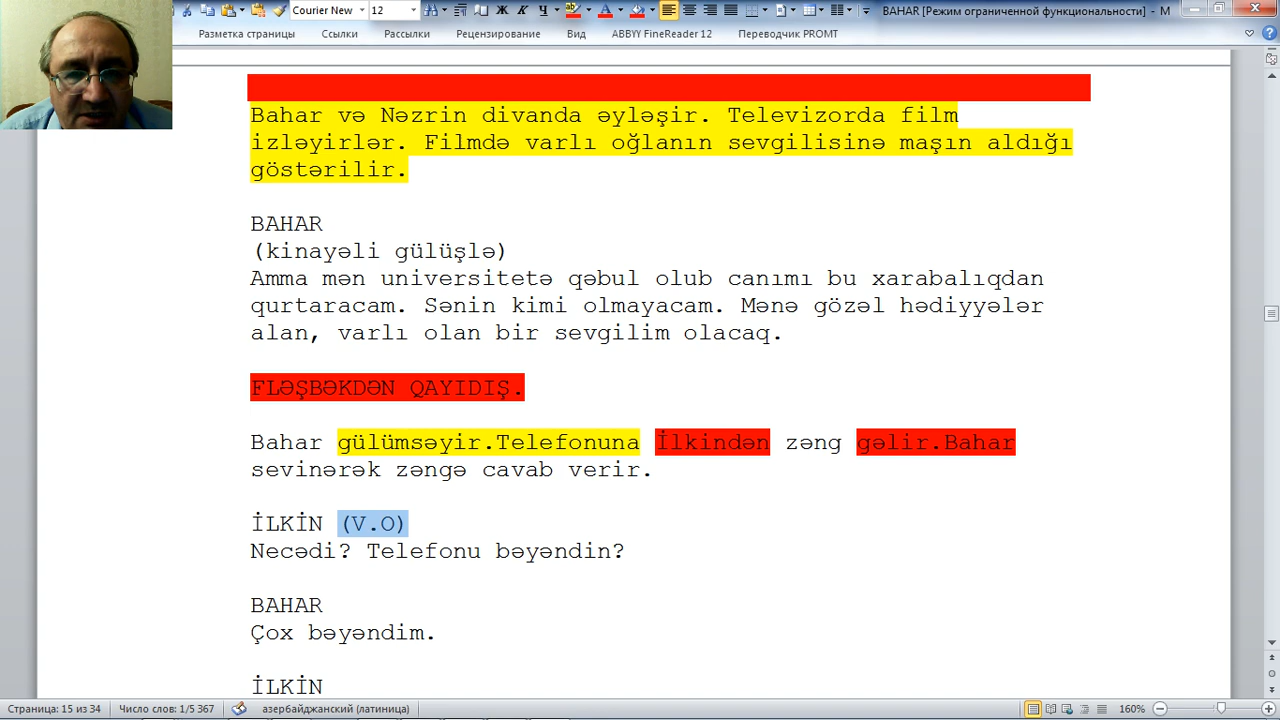 Courier New
12
Ж
К
Ч
А
BAHAR [Режим ограниченной функциональности] - M
Разметка страницы Ссылки Рассылки Рецензирование Вид ABBYY FineReader 12 Переводчик PROMT
Bahar və Nəzrin divanda əyləşir. Televizorda film
izləyirlər. Filmdə varlı oğlanın sevgilisinə maşın aldığı
göstərilir.
BAHAR
(kinayəli gülüşlə)
Amma mən universitetə qəbul olub canımı bu xarabalıqdan
qurtaracam. Sənin kimi olmayacam. Mənə gözəl hədiyyələr
alan, varlı olan bir sevgilim olacaq.
FLƏŞBƏKDƏN QAYIDIŞ.
Bahar gülümsəyir.Telefonuna İlkindən zəng gəlir.Bahar
sevinərək zəngə cavab verir.
İLKİN (V.O)
Necədi? Telefonu bəyəndin?
BAHAR
Çox bəyəndim.
İLKİN
Страница: 15 из 34 Число слов: 1/5 367 азербайджанский (латиница) 160%